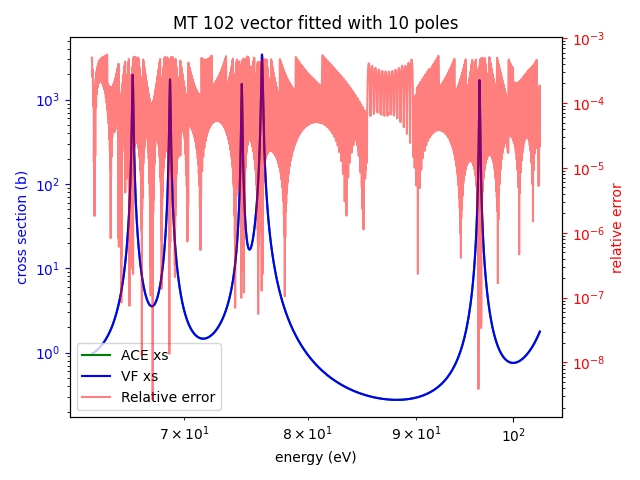 MT 102 vector fitted with 10 poles
cross section (b)
10³
10²
10¹
10⁰
10⁻³
10⁻⁴
10⁻⁵
10⁻⁶
10⁻⁷
10⁻⁸
relative error
ACE xs
VF xs
Relative error
7 × 10¹
8 × 10¹
9 × 10¹
10²
energy (eV)